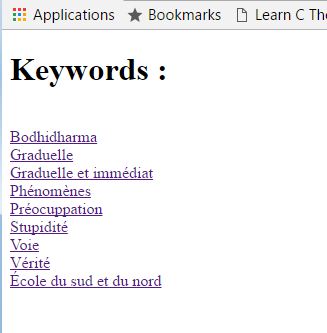 Applications Bookmarks Learn C The
Keywords :
Bodhidharma
Graduelle
Graduelle et immédiat
Phénomènes
Préocuppation
Stupidité
Voie
Vérité
École du sud et du nord